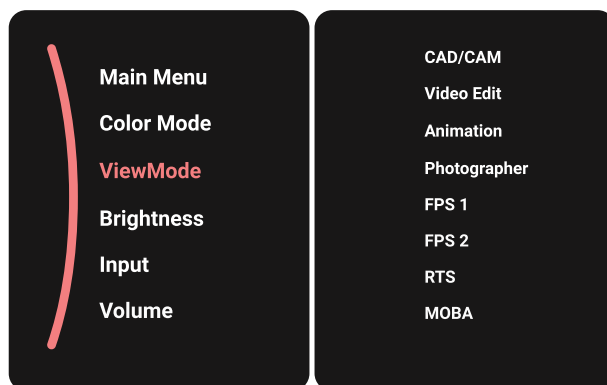 Main Menu
Color Mode
ViewMode
Brightness
Input
Volume
CAD/CAM
Video Edit
Animation
Photographer
FPS 1
FPS 2
RTS
MOBA